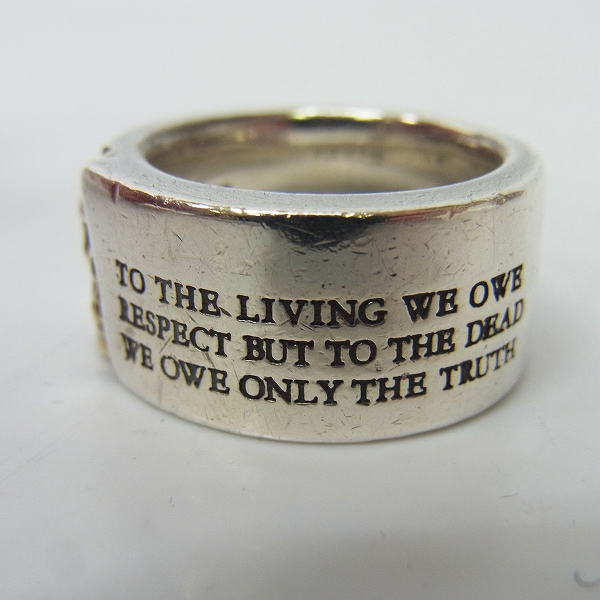 TO THE LIVING WE OWE
RESPECT BUT TO THE DEAD
WE OWE ONLY THE TRUTH